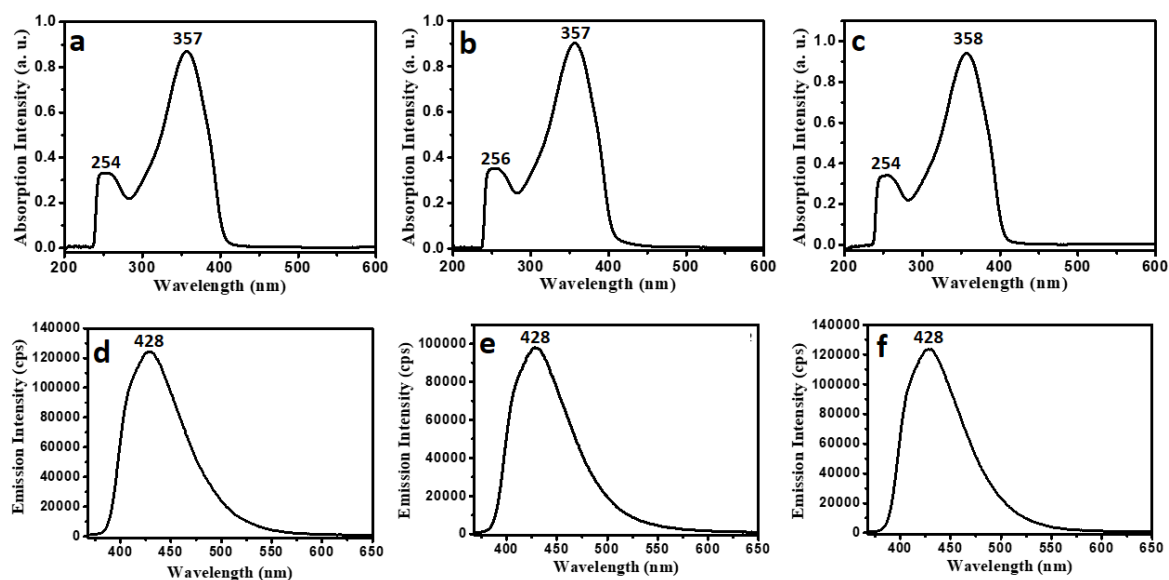 a
357
254
Absorption Intensity (a. u.)
1.0
0.8
0.6
0.4
0.2
0.0
200 300 400 500 600
Wavelength (nm)
b
357
256
Absorption Intensity (a. u.)
1.0
0.8
0.6
0.4
0.2
0.0
200 300 400 500 600
Wavelength (nm)
c
358
254
Absorption Intensity (a. u.)
1.0
0.8
0.6
0.4
0.2
0.0
200 300 400 500 600
Wavelength (nm)
d
428
Emission Intensity (cps)
140000
120000
100000
80000
60000
40000
20000
0
400 450 500 550 600 650
Wavelength (nm)
e
428
Emission Intensity (cps)
100000
80000
60000
40000
20000
0
400 450 500 550 600 650
Wavelength (nm)
f
428
Emission Intensity (cps)
140000
120000
100000
80000
60000
40000
20000
0
400 450 500 550 600 650
Wavelength (nm)